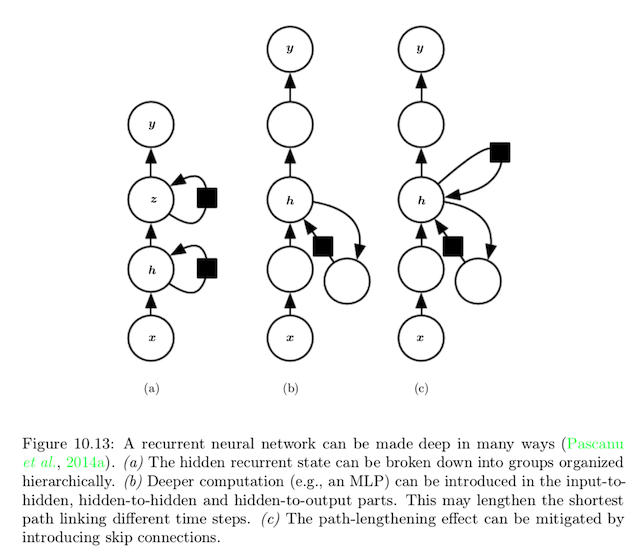 y
y
y
z
h
h
h
x
x
x
(a)
(b)
(c)
Figure 10.13: A recurrent neural network can be made deep in many ways (Pascanu
et al., 2014a). (a) The hidden recurrent state can be broken down into groups organized
hierarchically. (b) Deeper computation (e.g., an MLP) can be introduced in the input-to-
hidden, hidden-to-hidden and hidden-to-output parts. This may lengthen the shortest
path linking different time steps. (c) The path-lengthening effect can be mitigated by
introducing skip connections.